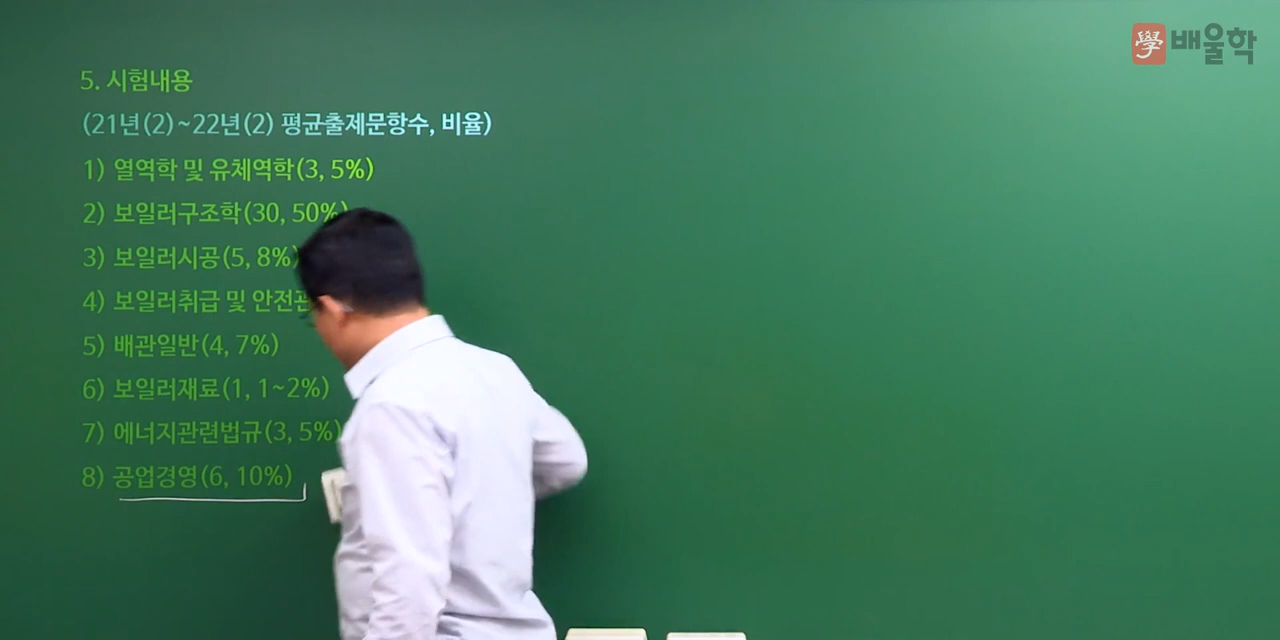 學 배울학
5. 시험내용
(21년(2)~22년(2) 평균출제문항수, 비율)
1) 열역학 및 유체역학(3, 5%)
2) 보일러구조학(30, 50%)
3) 보일러시공(5, 8%)
4) 보일러취급 및
5) 배관일반(4, 7%)
6) 보일러재료(1, 1~2%)
7) 에너지관련법규(3, 5%)
8) 공업경영(6, 10%)